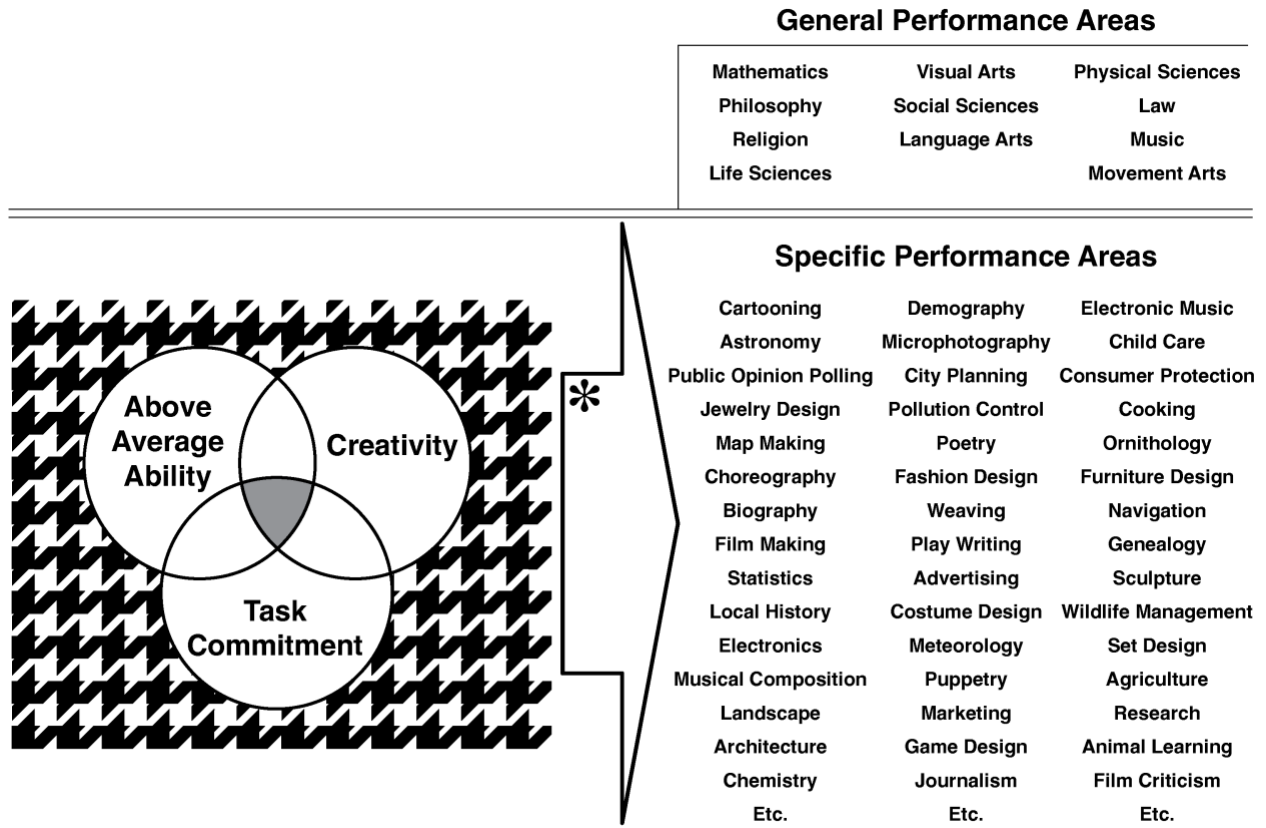 General Performance Areas
Mathematics Visual Arts Physical Sciences
Philosophy Social Sciences Law
Religion Language Arts Music
Life Sciences Movement Arts
Specific Performance Areas
Cartooning Demography Electronic Music
Astronomy Microphotography Child Care
Public Opinion Polling City Planning Consumer Protection
Jewelry Design Pollution Control Cooking
Map Making Poetry Ornithology
Choreography Fashion Design Furniture Design
Biography Weaving Navigation
Film Making Play Writing Genealogy
Statistics Advertising Sculpture
Local History Costume Design Wildlife Management
Electronics Meteorology Set Design
Musical Composition Puppetry Agriculture
Landscape Marketing Research
Architecture Game Design Animal Learning
Chemistry Journalism Film Criticism
Etc. Etc. Etc.
Above
Average
Ability
Creativity
Task
Commitment
*